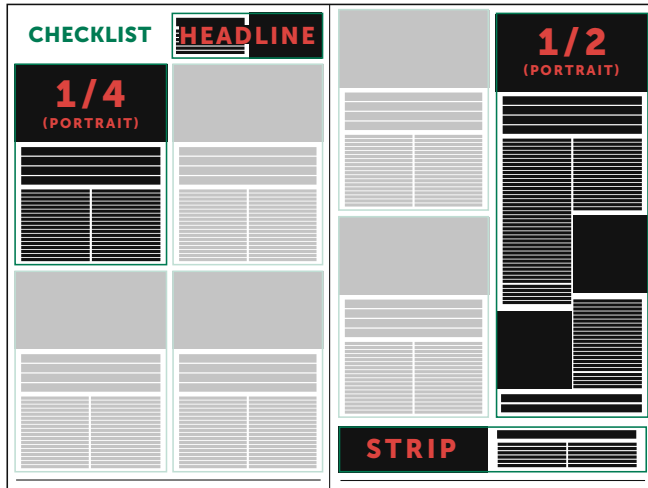 CHECKLIST
HEADLINE
1/4
(PORTRAIT)
1/2
(PORTRAIT)
STRIP